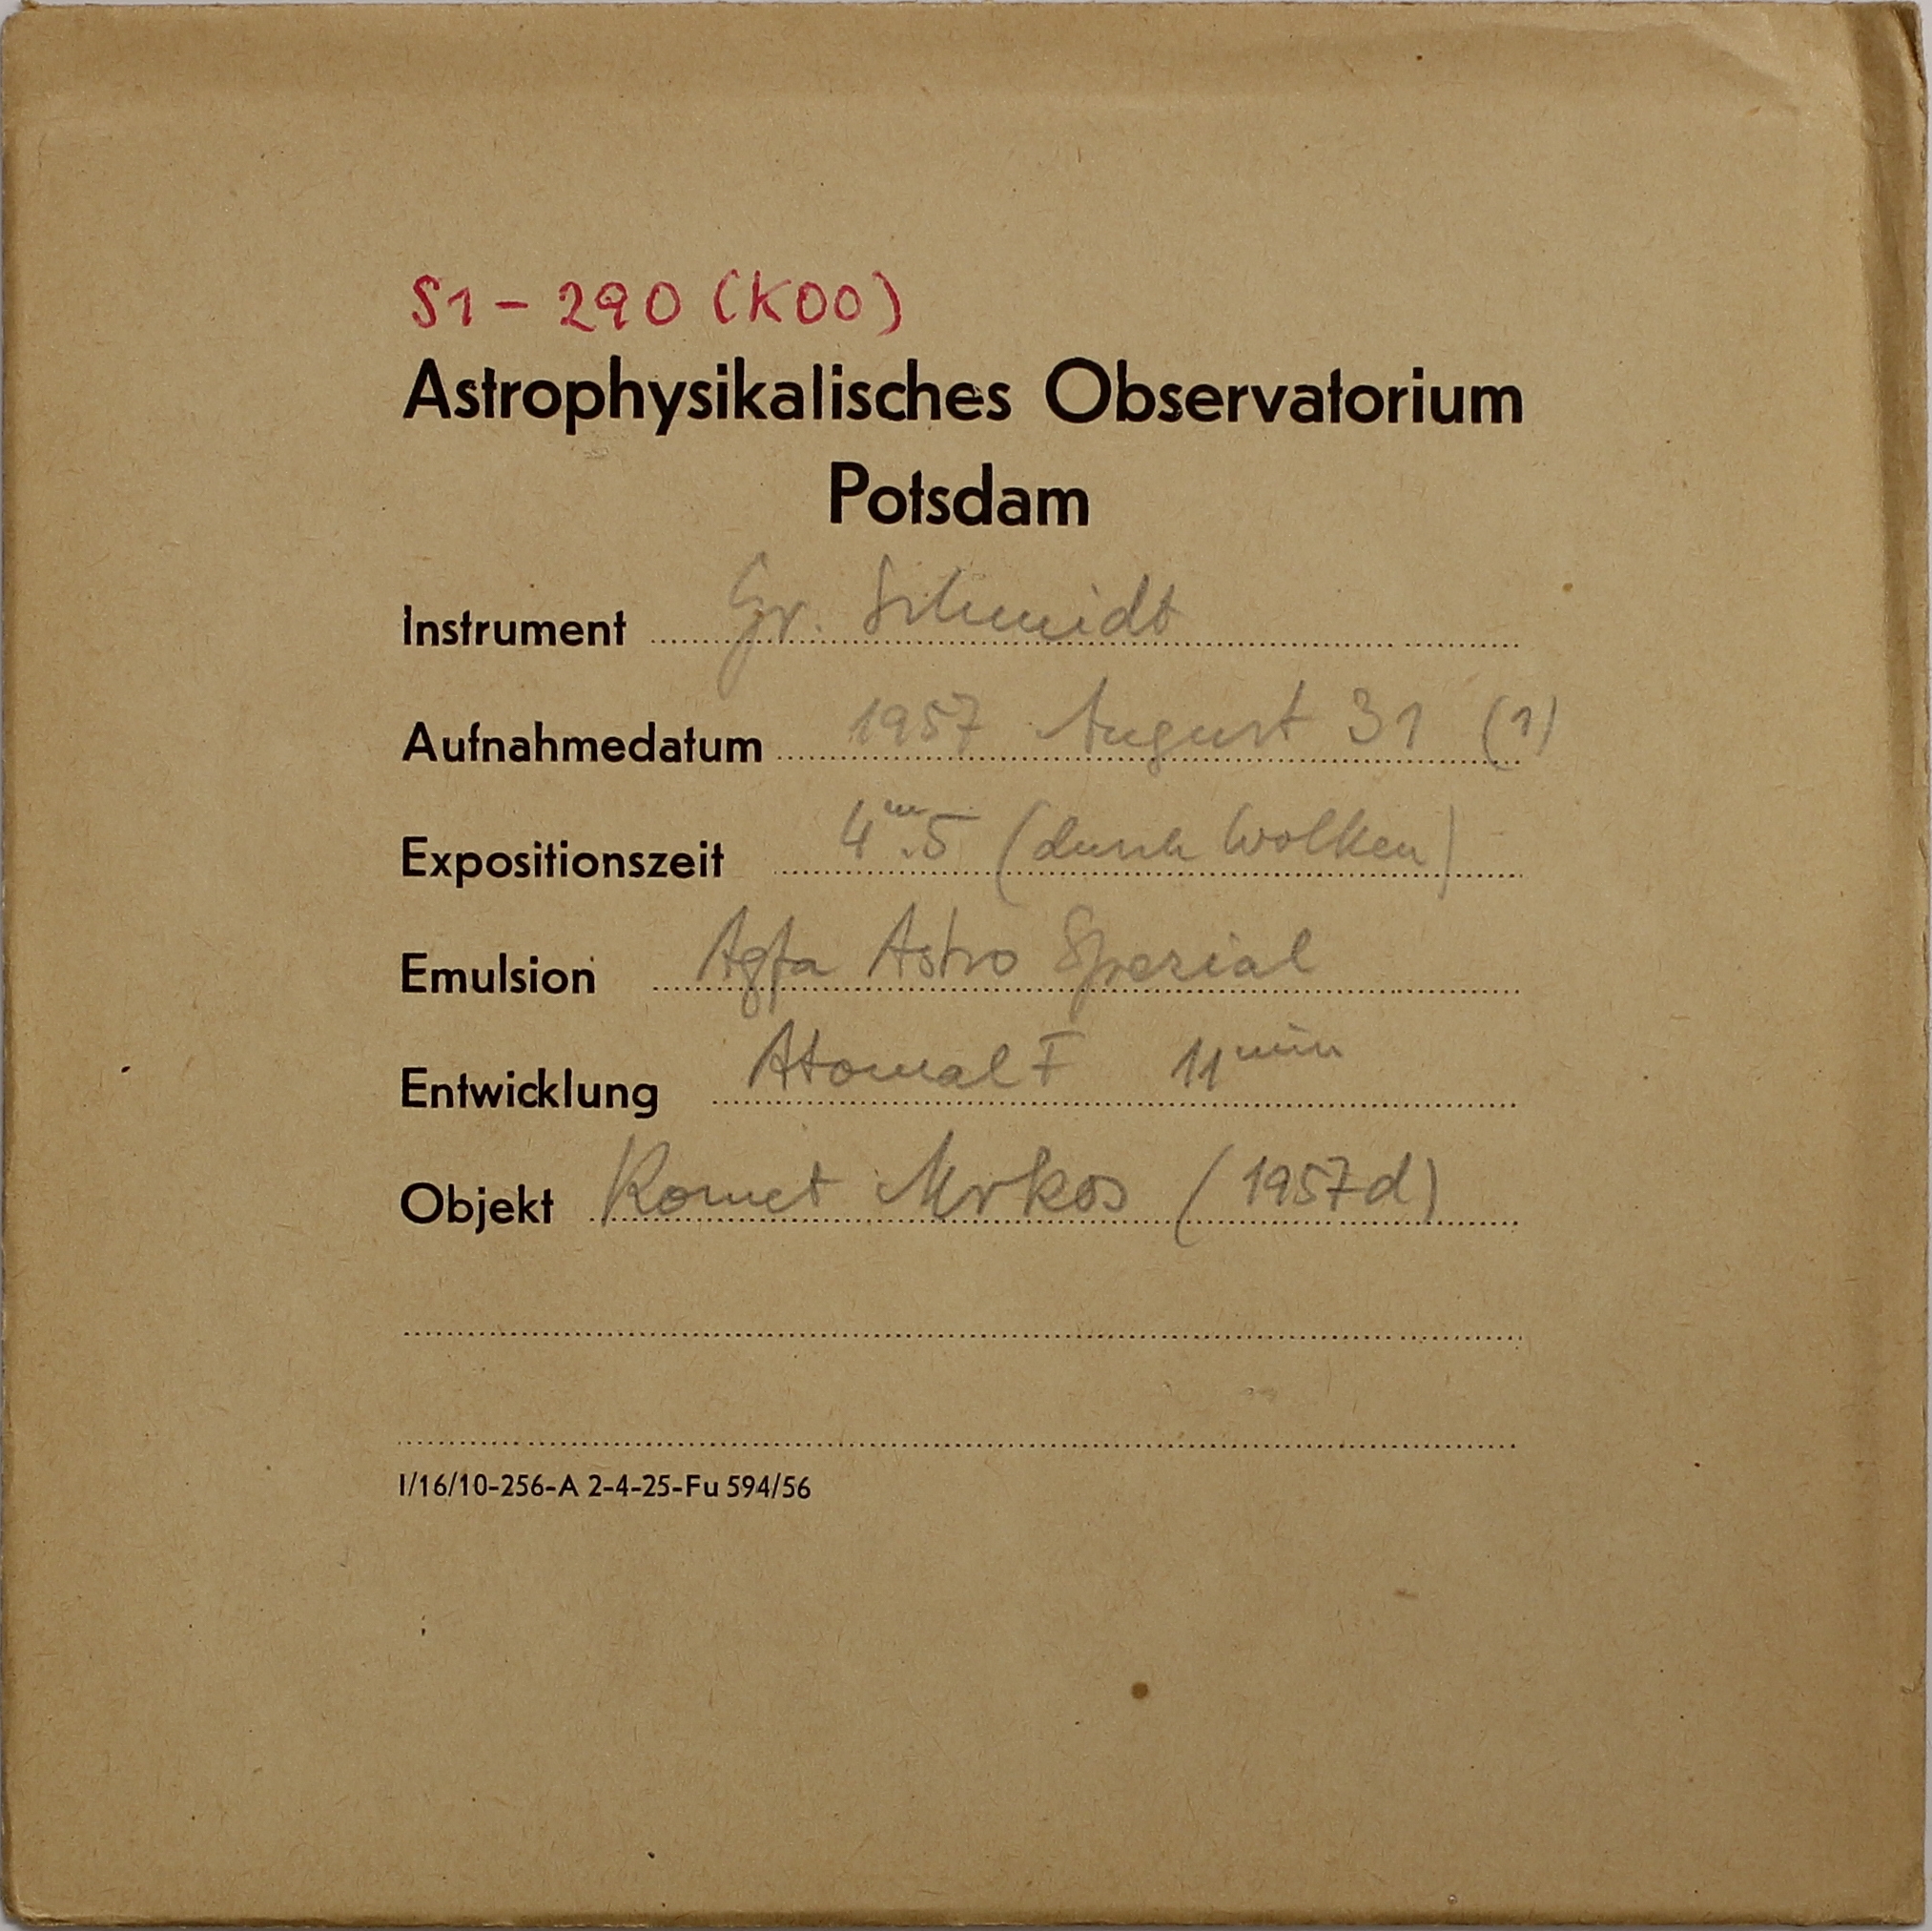 S1 - 290 (KOO)
Astrophysikalisches Observatorium
Potsdam
Instrument Gr. Schmidt
Aufnahmedatum 1957 August 31 (1)
Expositionszeit 4ᵐ.5 (durch Wolken)
Emulsion Agfa Astro Spezial
Entwicklung Atomal F 11ᵐⁱⁿ
Objekt Komet Mrkos (1957d)
I/16/10-256-A 2-4-25-Fu 594/56